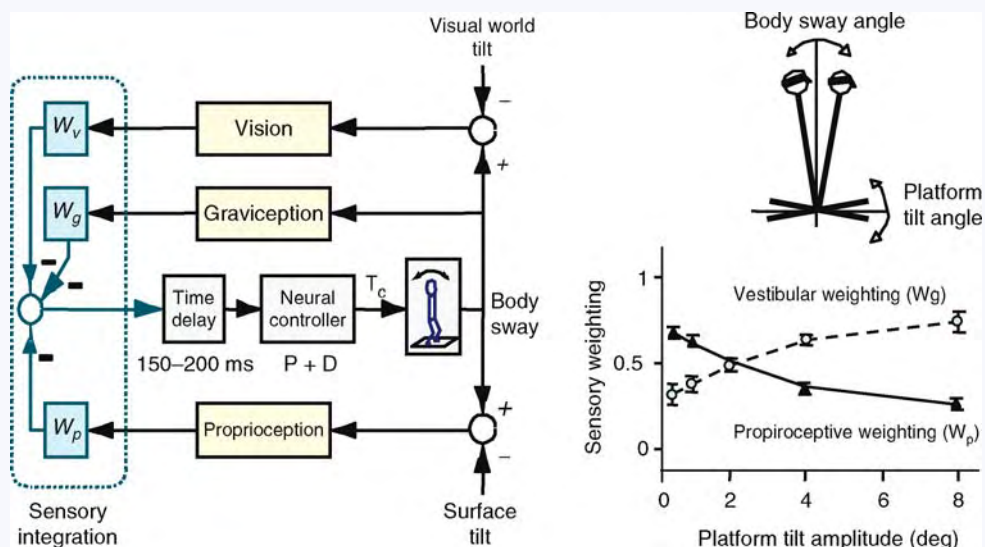 Visual world
tilt
−
W_v
Vision
+
W_g
Graviception
T_c
Time
delay
Neural
controller
Body
sway
150–200 ms
P + D
+
W_p
Proprioception
−
Sensory
integration
Surface
tilt
Body sway angle
Platform
tilt angle
1
0.5
0
Sensory weighting
Vestibular weighting (Wg)
Propiroceptive weighting (W_p)
0 2 4 6 8
Platform tilt amplitude (deg)